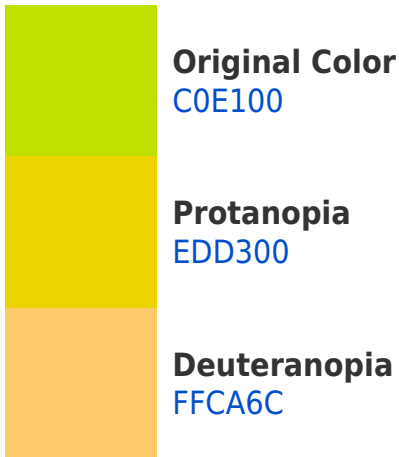 Original Color
C0E100
Protanopia
EDD300
Deuteranopia
FFCA6C